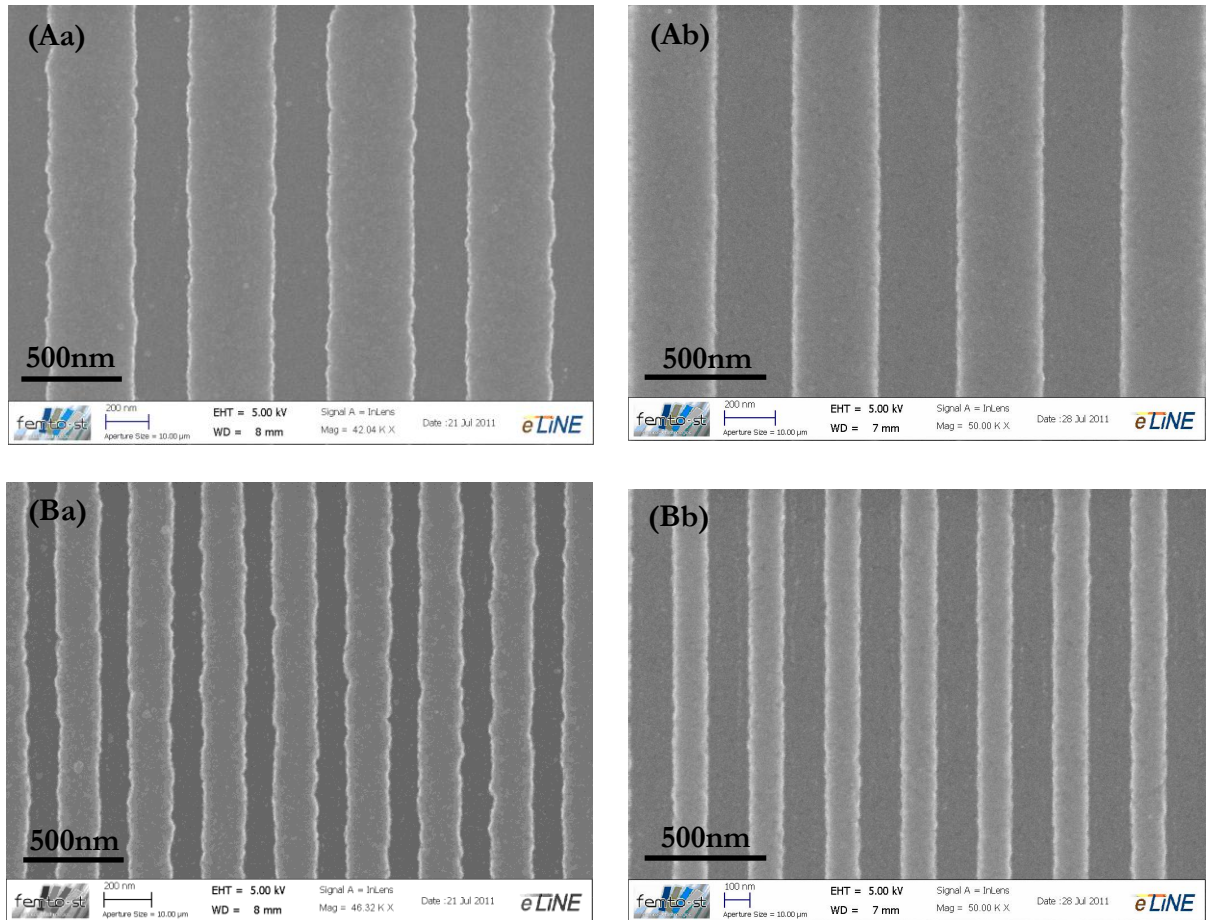 (Aa)
500nm
femto-st
200 nm
Aperture Size = 10.00 µm
EHT = 5.00 kV
WD = 8 mm
Signal A = InLens
Mag = 42.04 K X
Date :21 Jul 2011
eLiNE
(Ab)
500nm
femto-st
200 nm
Aperture Size = 10.00 µm
EHT = 5.00 kV
WD = 7 mm
Signal A = InLens
Mag = 50.00 K X
Date :28 Jul 2011
eLiNE
(Ba)
500nm
femto-st
200 nm
Aperture Size = 10.00 µm
EHT = 5.00 kV
WD = 8 mm
Signal A = InLens
Mag = 46.32 K X
Date :21 Jul 2011
eLiNE
(Bb)
500nm
femto-st
100 nm
Aperture Size = 10.00 µm
EHT = 5.00 kV
WD = 7 mm
Signal A = InLens
Mag = 50.00 K X
Date :28 Jul 2011
eLiNE